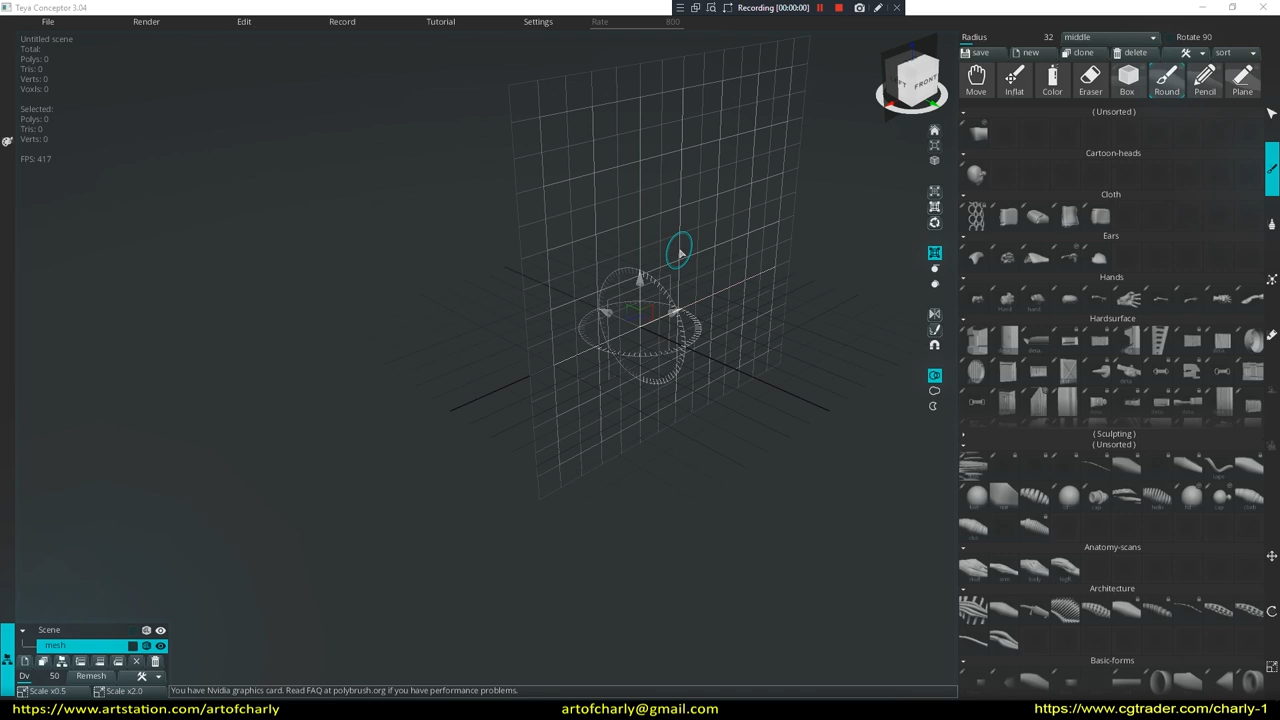 Teya Conceptor 3.04
Recording [00:00:00]
File Render Edit Record Tutorial Settings Rate 800
Untitled scene
Total:
Polys: 0
Tris: 0
Verts: 0
Voxls: 0
Selected:
Polys: 0
Tris: 0
Verts: 0
FPS: 417
LEFT FRONT
Radius 32 middle Rotate 90
save new clone delete sort
Move Inflat Color Eraser Box Round Pencil Plane
( Unsorted )
Cartoon-heads
Cloth
Ears
Hands
Hardsurface
( Sculpting )
( Unsorted )
Anatomy-scans
Architecture
Basic-forms
Scene
mesh
Dv 50 Remesh
Scale x0.5 Scale x2.0 You have Nvidia graphics card. Read FAQ at polybrush.org if you have performance problems.
https://www.artstation.com/artofcharly artofcharly@gmail.com https://www.cgtrader.com/charly-1